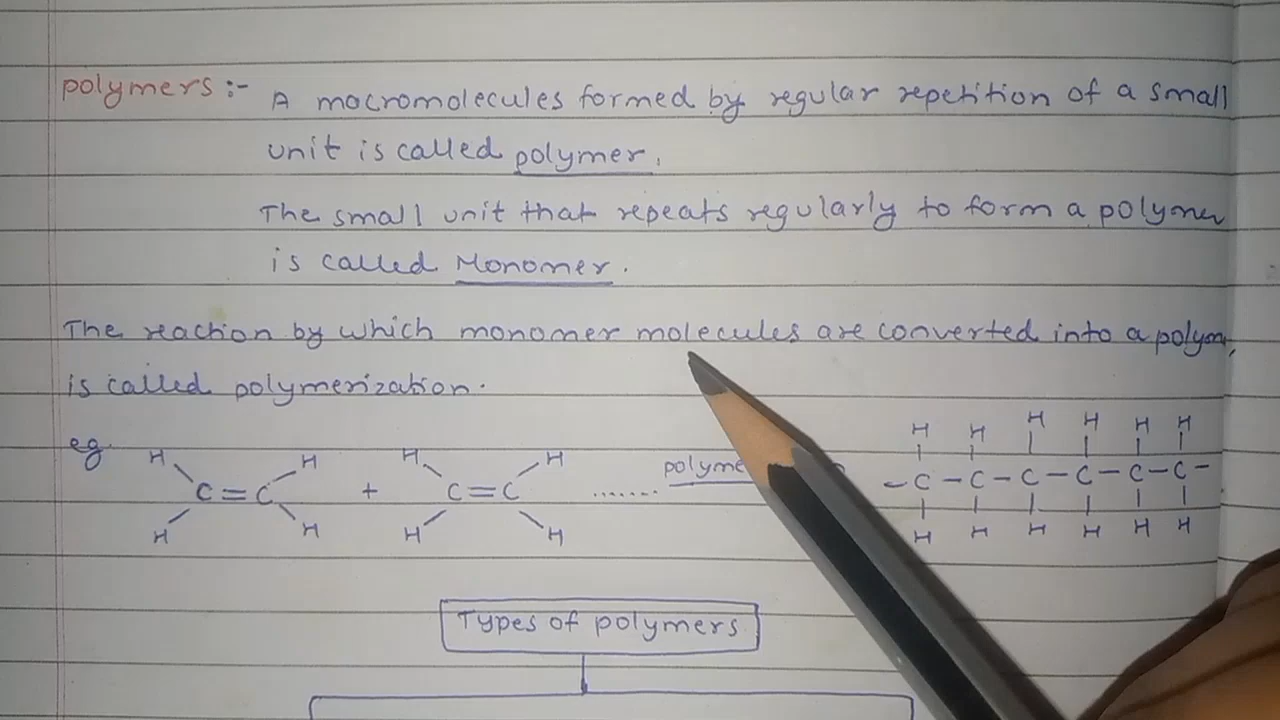 polymers :- A macromolecules formed by regular repetition of a small
unit is called polymer.
The small unit that repeats regularly to form a polymer
is called Monomer.
The reaction by which monomer molecules are converted into a polym
is called polymerization.
eg.
H H H H H H H H H H
C = C + C = C ....... polyme - C - C - C - C - C - C -
H H H H H H H H H H
Types of polymers